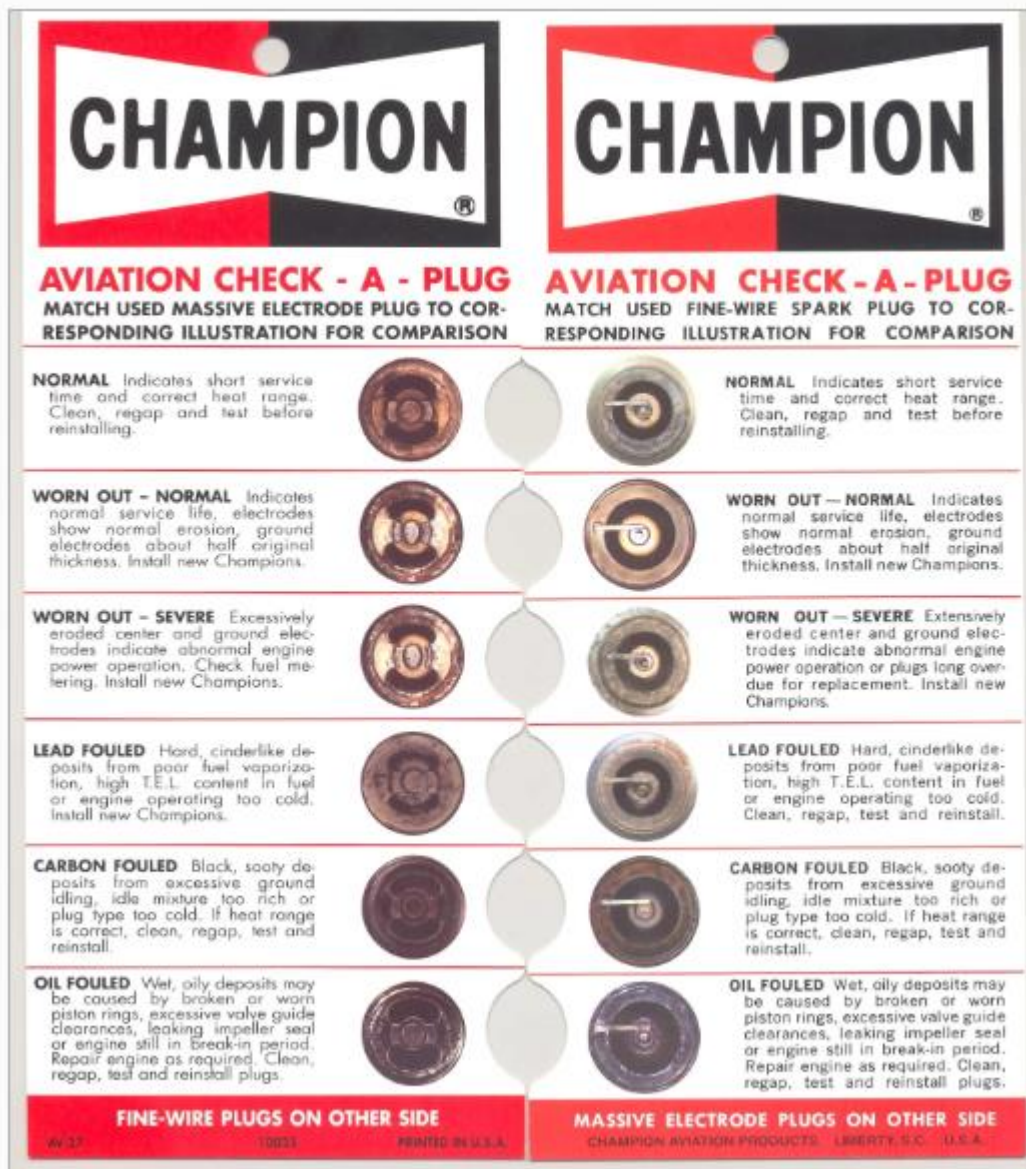 CHAMPION
®
AVIATION CHECK - A - PLUG
MATCH USED MASSIVE ELECTRODE PLUG TO COR-
RESPONDING ILLUSTRATION FOR COMPARISON
NORMAL Indicates short service
time and correct heat range.
Clean, regap and test before
reinstalling.
WORN OUT – NORMAL Indicates
normal service life, electrodes
show normal erosion, ground
electrodes about half original
thickness. Install new Champions.
WORN OUT – SEVERE Excessively
eroded center and ground elec-
trodes indicate abnormal engine
power operation. Check fuel me-
tering. Install new Champions.
LEAD FOULED Hard, cinderlike de-
posits from poor fuel vaporiza-
tion, high T.E.L. content in fuel
or engine operating too cold.
Install new Champions.
CARBON FOULED Black, sooty de-
posits from excessive ground
idling, idle mixture too rich or
plug type too cold. If heat range
is correct, clean, regap, test and
reinstall.
OIL FOULED Wet, oily deposits may
be caused by broken or worn
piston rings, excessive valve guide
clearances, leaking impeller seal
or engine still in break-in period.
Repair engine as required. Clean,
regap, test and reinstall plugs.
FINE-WIRE PLUGS ON OTHER SIDE
AV-27 PRINTED IN U.S.A.
CHAMPION
®
AVIATION CHECK - A - PLUG
MATCH USED FINE-WIRE SPARK PLUG TO COR-
RESPONDING ILLUSTRATION FOR COMPARISON
NORMAL Indicates short service
time and correct heat range.
Clean, regap and test before
reinstalling.
WORN OUT — NORMAL Indicates
normal service life, electrodes
show normal erosion, ground
electrodes about half original
thickness. Install new Champions.
WORN OUT — SEVERE Extensively
eroded center and ground elec-
trodes indicate abnormal engine
power operation or plugs long over-
due for replacement. Install new
Champions.
LEAD FOULED Hard, cinderlike de-
posits from poor fuel vaporiza-
tion, high T.E.L. content in fuel
or engine operating too cold.
Clean, regap, test and reinstall.
CARBON FOULED Black, sooty de-
posits from excessive ground
idling, idle mixture too rich or
plug type too cold. If heat range
is correct, clean, regap, test and
reinstall.
OIL FOULED Wet, oily deposits may
be caused by broken or worn
piston rings, excessive valve guide
clearances, leaking impeller seal
or engine still in break-in period.
Repair engine as required. Clean,
regap, test and reinstall plugs.
MASSIVE ELECTRODE PLUGS ON OTHER SIDE
CHAMPION AVIATION PRODUCTS LIBERTY, S.C. U.S.A.